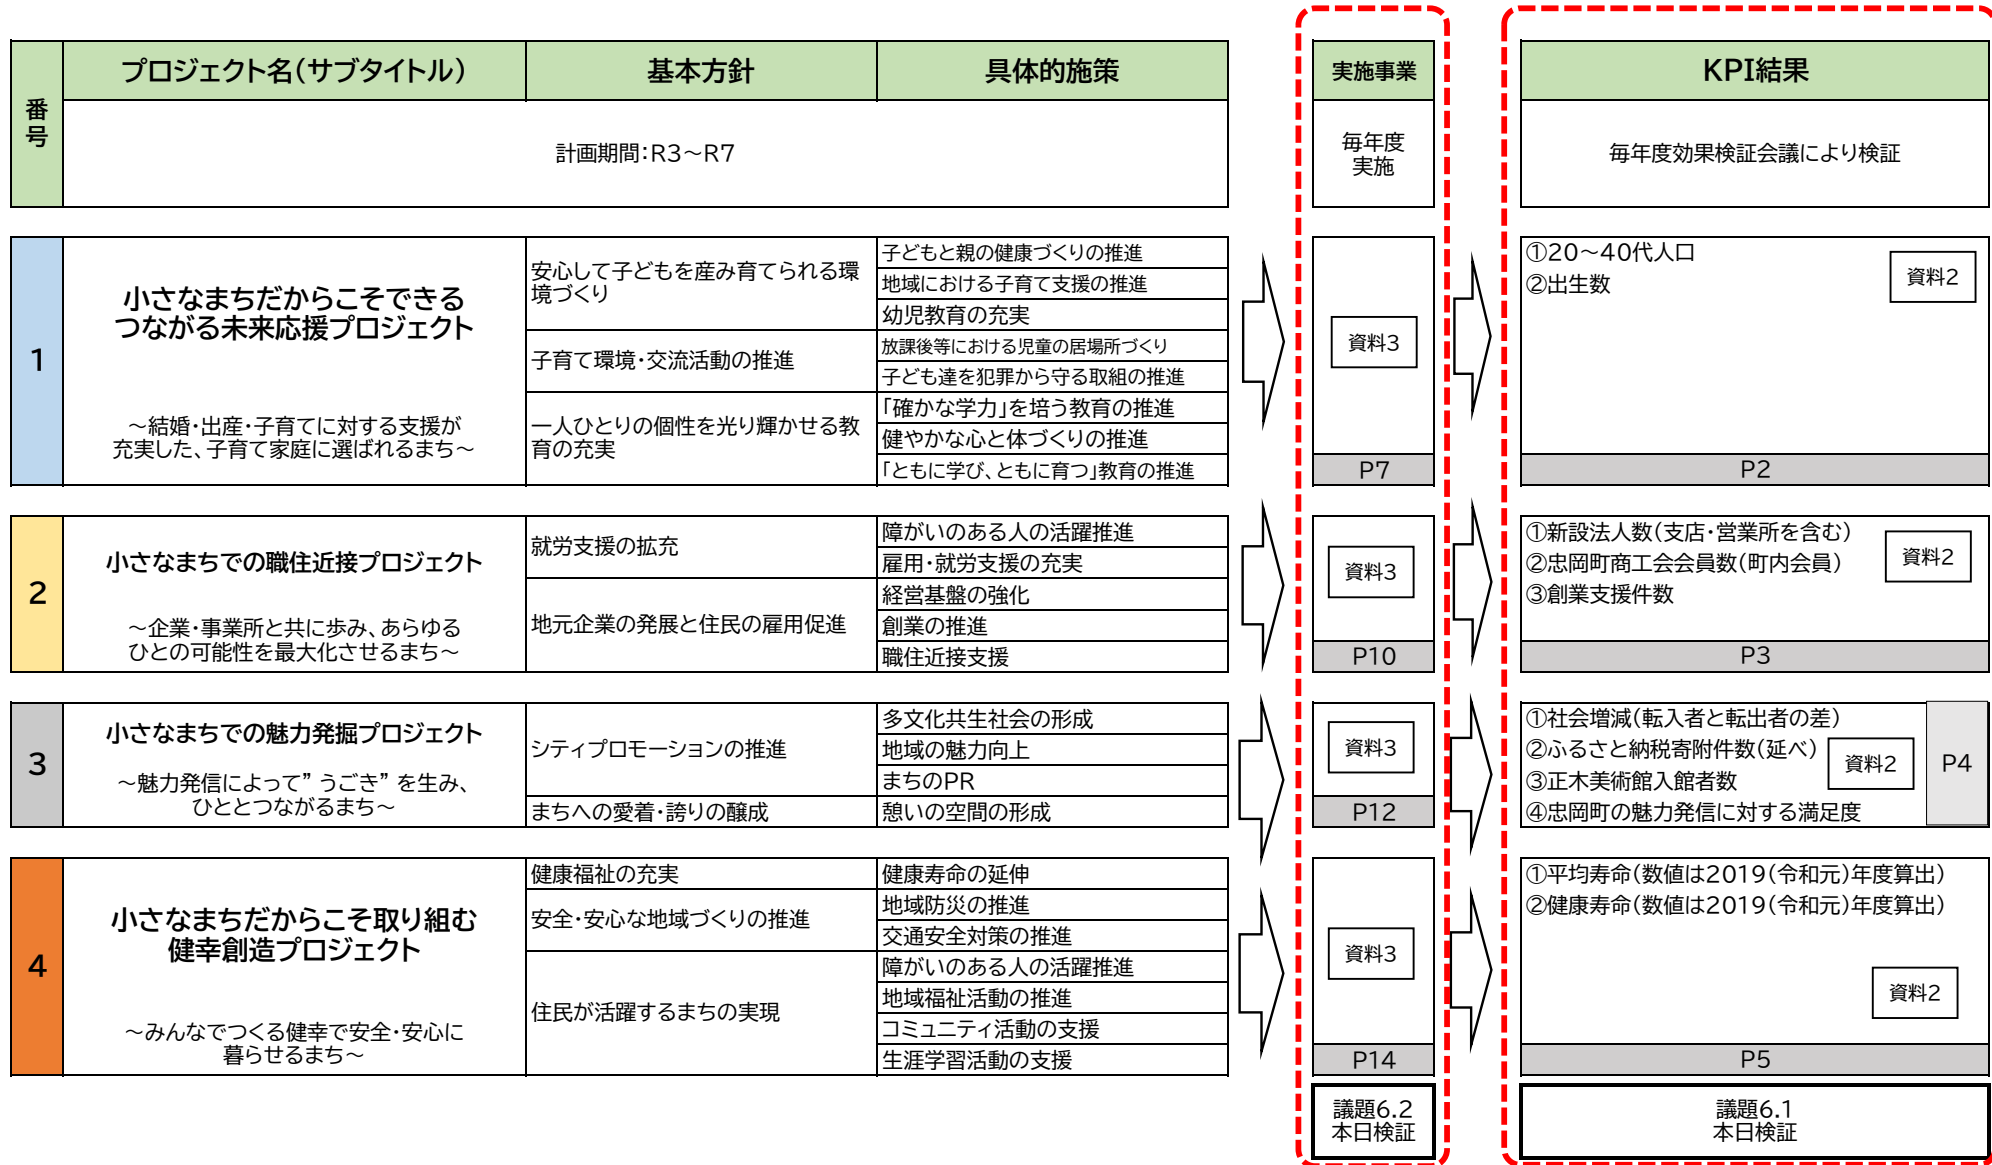 番号
プロジェクト名(サブタイトル)
基本方針
具体的施策
実施事業
KPI結果
計画期間:R3～R7
毎年度
実施
毎年度効果検証会議により検証
1
小さなまちだからこそできる
つながる未来応援プロジェクト
～結婚・出産・子育てに対する支援が
充実した、子育て家庭に選ばれるまち～
安心して子どもを産み育てられる環
境づくり
子どもと親の健康づくりの推進
地域における子育て支援の推進
幼児教育の充実
子育て環境・交流活動の推進
放課後等における児童の居場所づくり
子ども達を犯罪から守る取組の推進
一人ひとりの個性を光り輝かせる教
育の充実
「確かな学力」を培う教育の推進
健やかな心と体づくりの推進
「ともに学び、ともに育つ」教育の推進
資料3
P7
①20～40代人口
②出生数
資料2
P2
2
小さなまちでの職住近接プロジェクト
～企業・事業所と共に歩み、あらゆる
ひとの可能性を最大化させるまち～
就労支援の拡充
障がいのある人の活躍推進
雇用・就労支援の充実
地元企業の発展と住民の雇用促進
経営基盤の強化
創業の推進
職住近接支援
資料3
P10
①新設法人数(支店・営業所を含む)
②忠岡町商工会会員数(町内会員)
③創業支援件数
資料2
P3
3
小さなまちでの魅力発掘プロジェクト
～魅力発信によって” うごき” を生み、
ひととつながるまち～
シティプロモーションの推進
多文化共生社会の形成
地域の魅力向上
まちのPR
まちへの愛着・誇りの醸成
憩いの空間の形成
資料3
P12
①社会増減(転入者と転出者の差)
②ふるさと納税寄附件数(延べ)
③正木美術館入館者数
④忠岡町の魅力発信に対する満足度
資料2
P4
4
小さなまちだからこそ取り組む
健幸創造プロジェクト
～みんなでつくる健幸で安全・安心に
暮らせるまち～
健康福祉の充実
健康寿命の延伸
安全・安心な地域づくりの推進
地域防災の推進
交通安全対策の推進
住民が活躍するまちの実現
障がいのある人の活躍推進
地域福祉活動の推進
コミュニティ活動の支援
生涯学習活動の支援
資料3
P14
①平均寿命(数値は2019(令和元)年度算出)
②健康寿命(数値は2019(令和元)年度算出)
資料2
P5
議題6.2
本日検証
議題6.1
本日検証